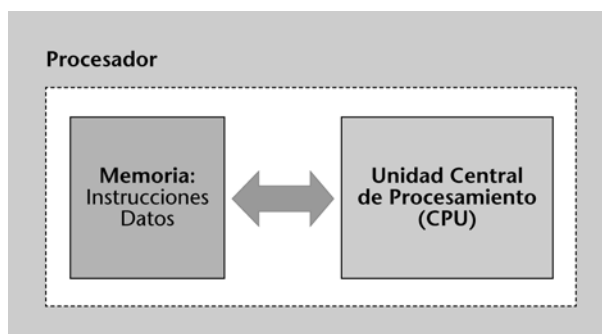 Procesador
Memoria:
Instrucciones
Datos
Unidad Central
de Procesamiento
(CPU)